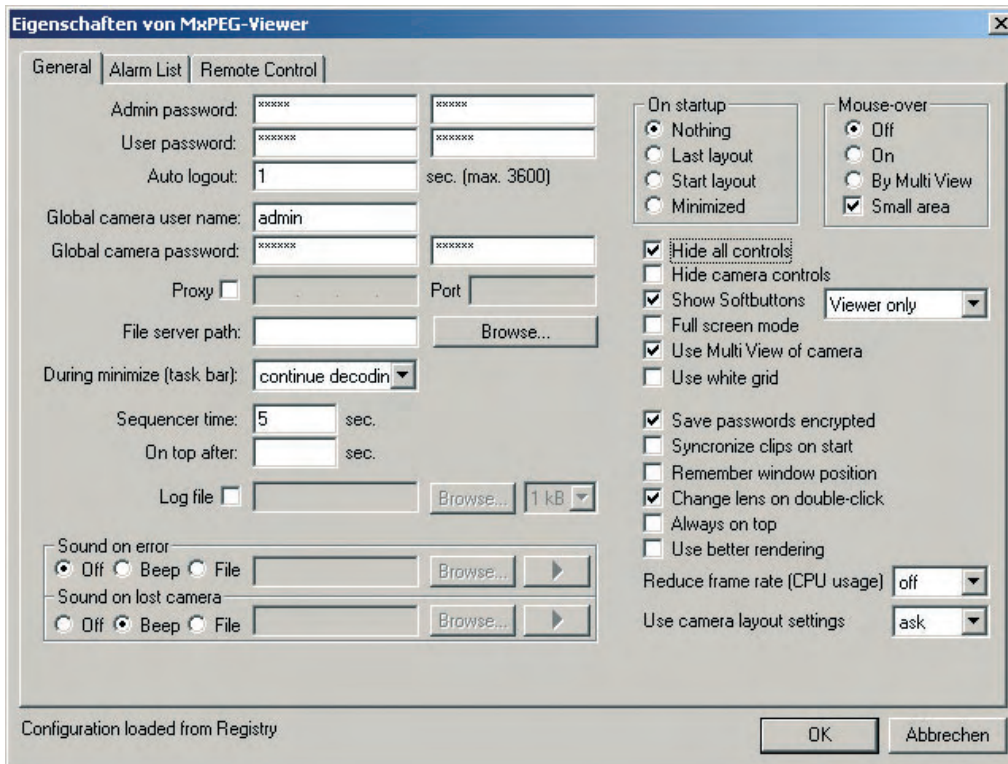 Eigenschaften von MxPEG-Viewer
General
Alarm List
Remote Control
Admin password: ***** *****
User password: ****** ******
Auto logout: 1 sec. (max. 3600)
Global camera user name: admin
Global camera password: ****** ******
Proxy . . . Port
File server path: Browse...
During minimize (task bar): continue decodin
Sequencer time: 5 sec.
On top after: sec.
Log file Browse... 1 kB
Sound on error
Off Beep File Browse...
Sound on lost camera
Off Beep File Browse...
On startup
Nothing
Last layout
Start layout
Minimized
Mouse-over
Off
On
By Multi View
Small area
Hide all controls
Hide camera controls
Show Softbuttons Viewer only
Full screen mode
Use Multi View of camera
Use white grid
Save passwords encrypted
Syncronize clips on start
Remember window position
Change lens on double-click
Always on top
Use better rendering
Reduce frame rate (CPU usage) off
Use camera layout settings ask
Configuration loaded from Registry
OK
Abbrechen